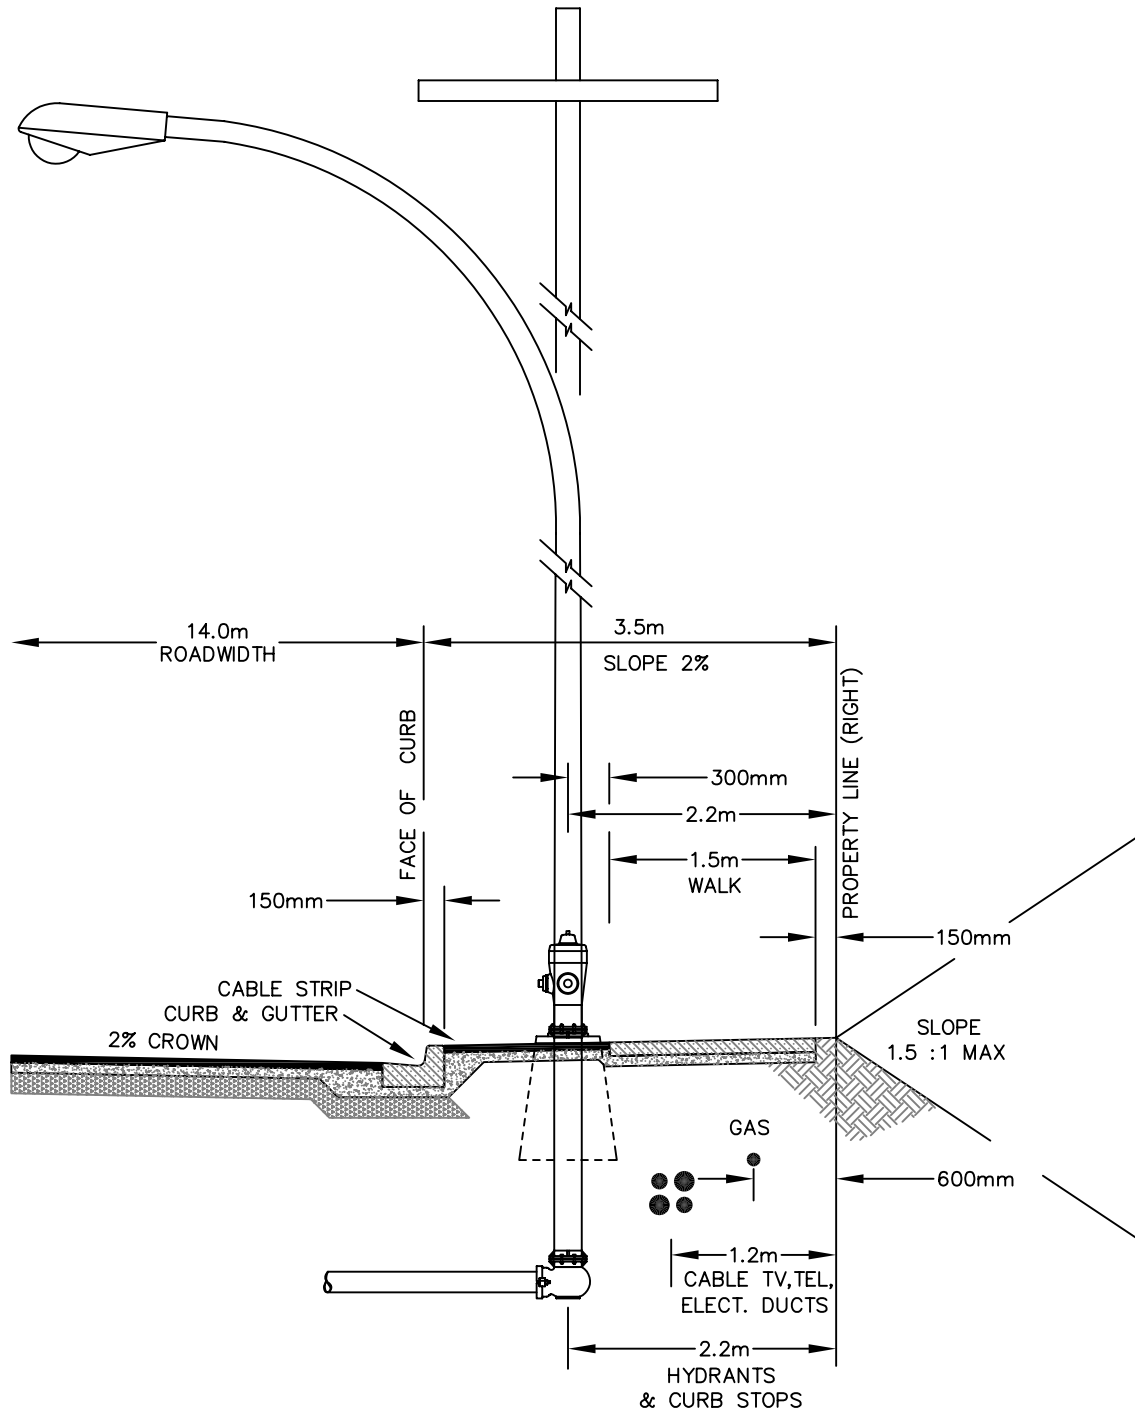 14.0m
ROADWIDTH
3.5m
SLOPE 2%
FACE OF CURB
PROPERTY LINE (RIGHT)
300mm
2.2m
1.5m
WALK
150mm
150mm
CABLE STRIP
CURB & GUTTER
2% CROWN
SLOPE
1.5 :1 MAX
GAS
600mm
1.2m
CABLE TV,TEL,
ELECT. DUCTS
2.2m
HYDRANTS
& CURB STOPS